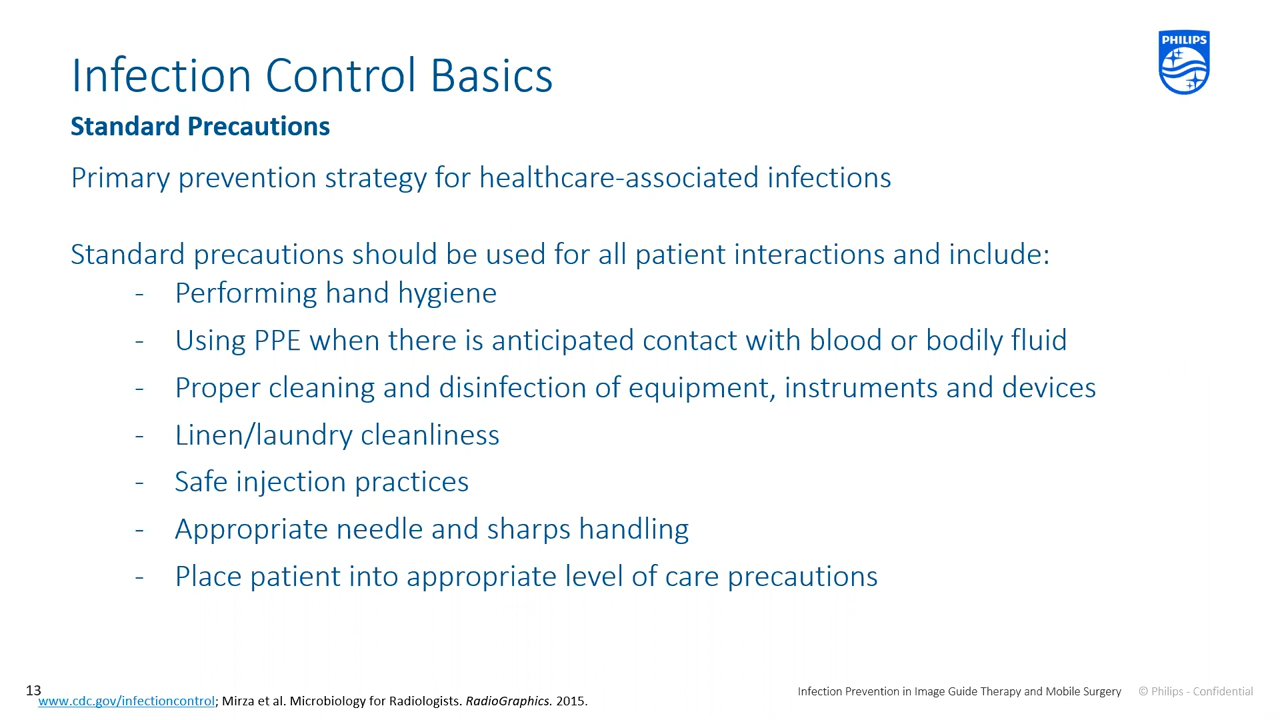 PHILIPS
Infection Control Basics
Standard Precautions
Primary prevention strategy for healthcare-associated infections
Standard precautions should be used for all patient interactions and include:
- Performing hand hygiene
- Using PPE when there is anticipated contact with blood or bodily fluid
- Proper cleaning and disinfection of equipment, instruments and devices
- Linen/laundry cleanliness
- Safe injection practices
- Appropriate needle and sharps handling
- Place patient into appropriate level of care precautions
13
www.cdc.gov/infectioncontrol; Mirza et al. Microbiology for Radiologists. RadioGraphics. 2015.
Infection Prevention in Image Guide Therapy and Mobile Surgery © Philips - Confidential